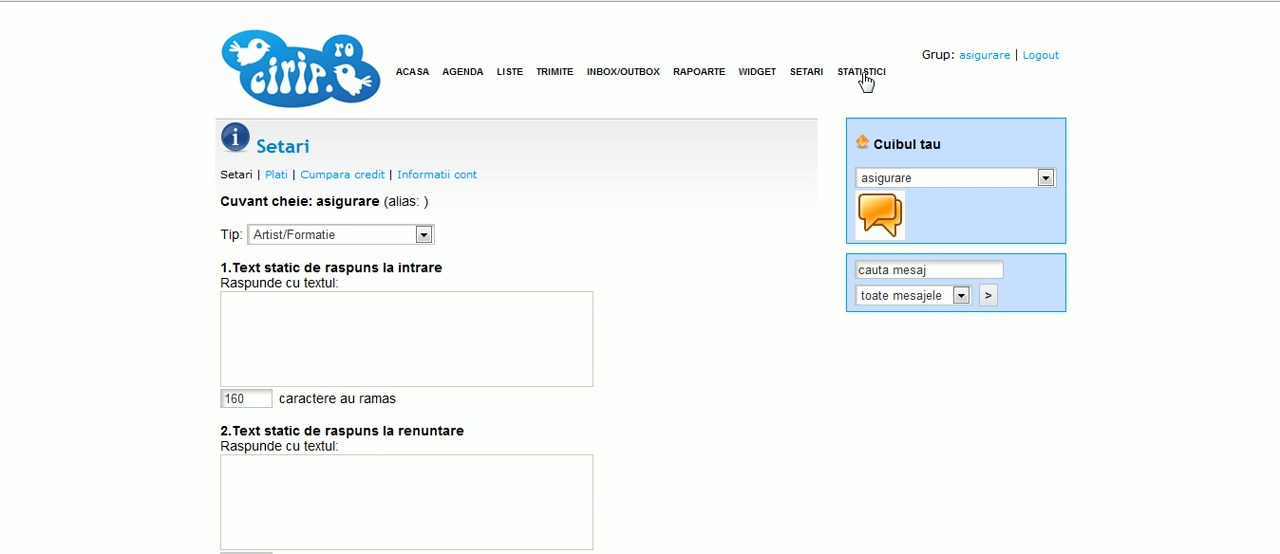 cirip.ro
ACASA AGENDA LISTE TRIMITE INBOX/OUTBOX RAPOARTE WIDGET SETARI STATISTICI
Grup: asigurare | Logout
Setari
Setari | Plati | Cumpara credit | Informatii cont
Cuvant cheie: asigurare (alias: )
Tip: Artist/Formatie
1.Text static de raspuns la intrare
Raspunde cu textul:
160 caractere au ramas
2.Text static de raspuns la renuntare
Raspunde cu textul:
Cuibul tau
asigurare
cauta mesaj
toate mesajele >